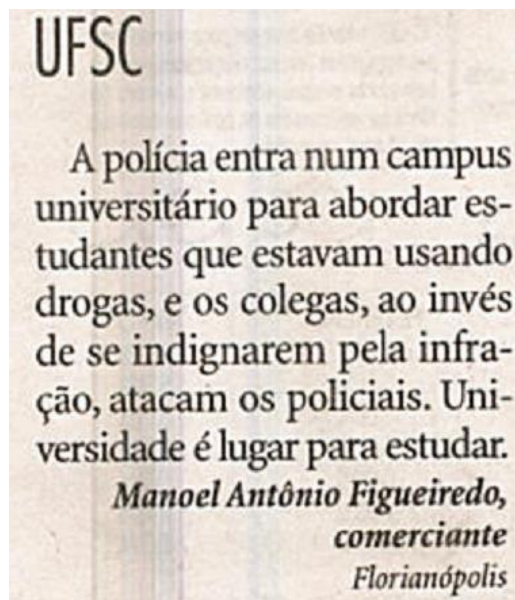 UFSC
A polícia entra num campus
universitário para abordar es-
tudantes que estavam usando
drogas, e os colegas, ao invés
de se indignarem pela infra-
ção, atacam os policiais. Uni-
versidade é lugar para estudar.
Manoel Antônio Figueiredo,
comerciante
Florianópolis